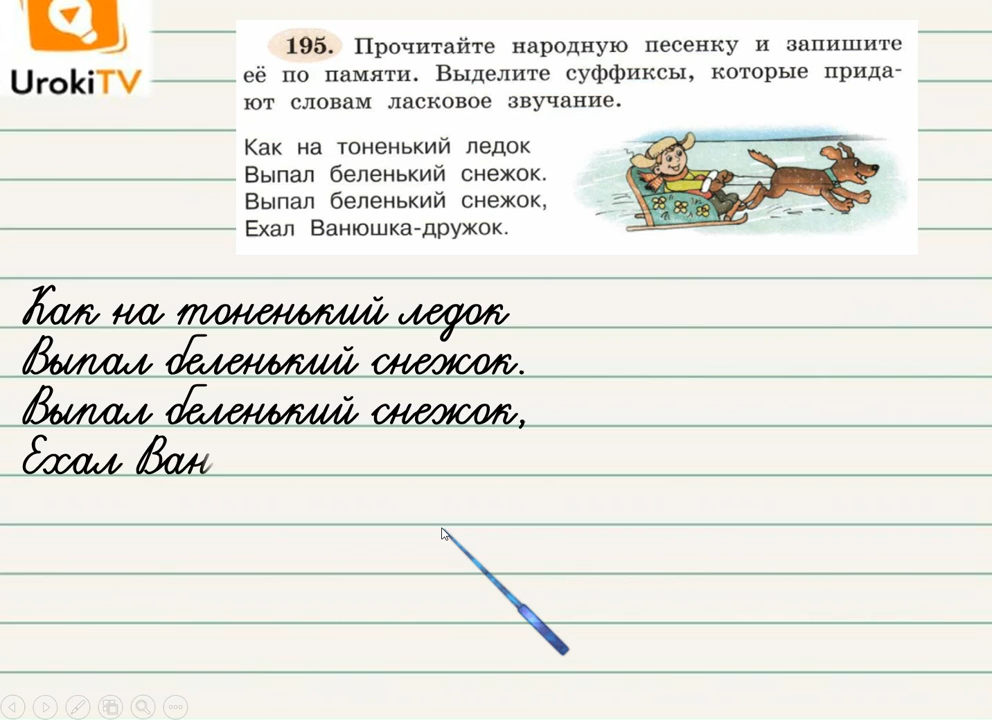 UrokiTV
195. Прочитайте народную песенку и запишите
её по памяти. Выделите суффиксы, которые прида-
ют словам ласковое звучание.
Как на тоненький ледок
Выпал беленький снежок.
Выпал беленький снежок,
Ехал Ванюшка-дружок.
Как на тоненький ледок
Выпал беленький снежок.
Выпал беленький снежок,
Ехал Ван